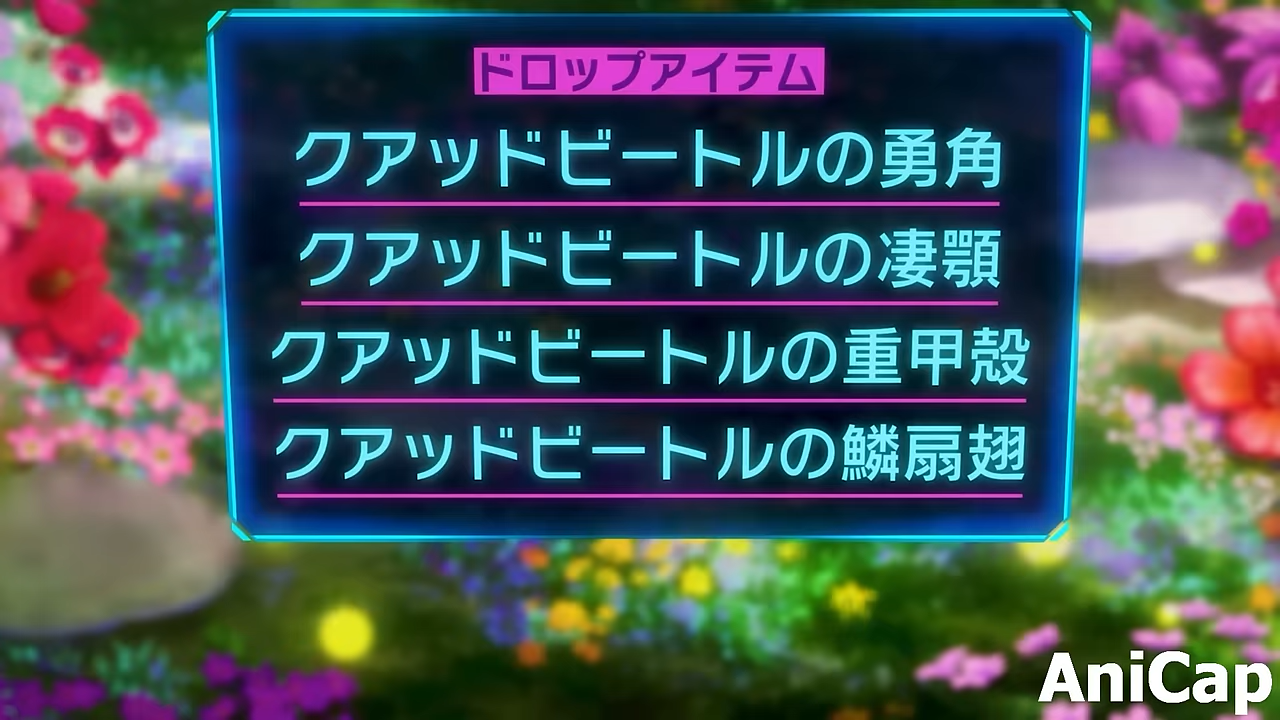 ドロップアイテム
クアッドビートルの勇角
クアッドビートルの凄顎
クアッドビートルの重甲殻
クアッドビートルの鱗扇翅
AniCap